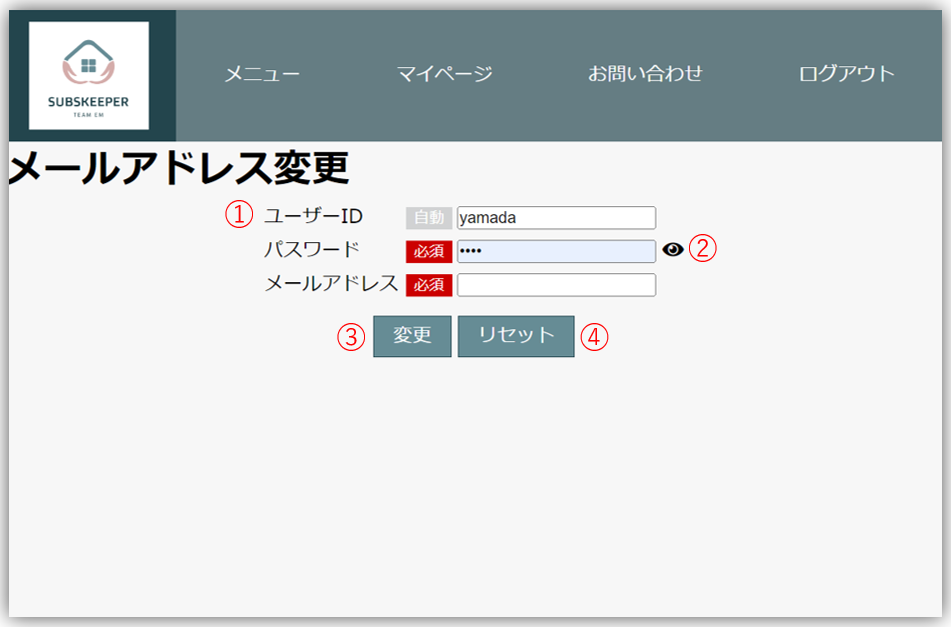 SUBSKEEPER
TEAM CM
メニュー マイページ お問い合わせ ログアウト
メールアドレス変更
① ユーザーID 自動 yamada
パスワード 必須 •••• ②
メールアドレス 必須
③ 変更 リセット ④